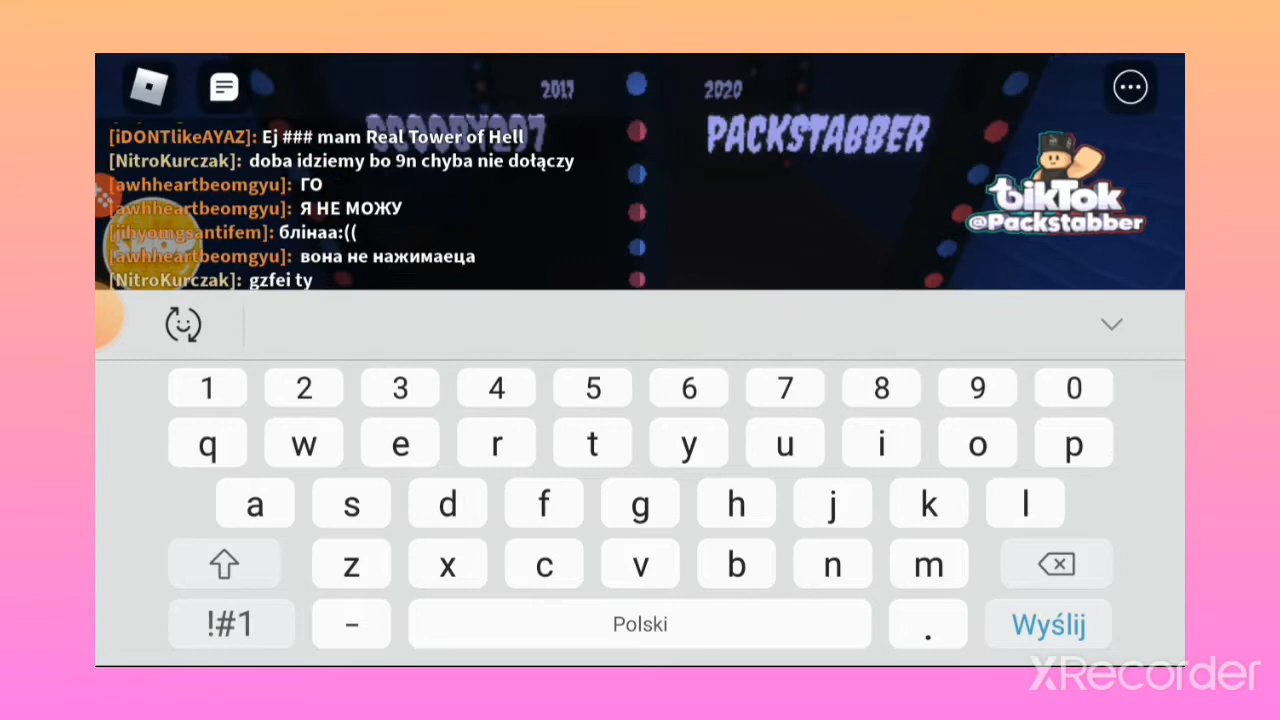 2017
2020
PACKSTABBER
[iDONTlikeAYAZ]: Ej ### mam Real Tower of Hell
[NitroKurczak]: doba idziemy bo 9n chyba nie dołączy
[awhheartbeomgyu]: ГО
[awhheartbeomgyu]: Я НЕ МОЖУ
[jihyomgsantifem]: блінаа:((
[awhheartbeomgyu]: вона не нажимаеца
[NitroKurczak]: gzfei ty
tikTok
@Packstabber
1 2 3 4 5 6 7 8 9 0
q w e r t y u i o p
a s d f g h j k l
z x c v b n m
!#1 - Polski . Wyślij
XRecorder